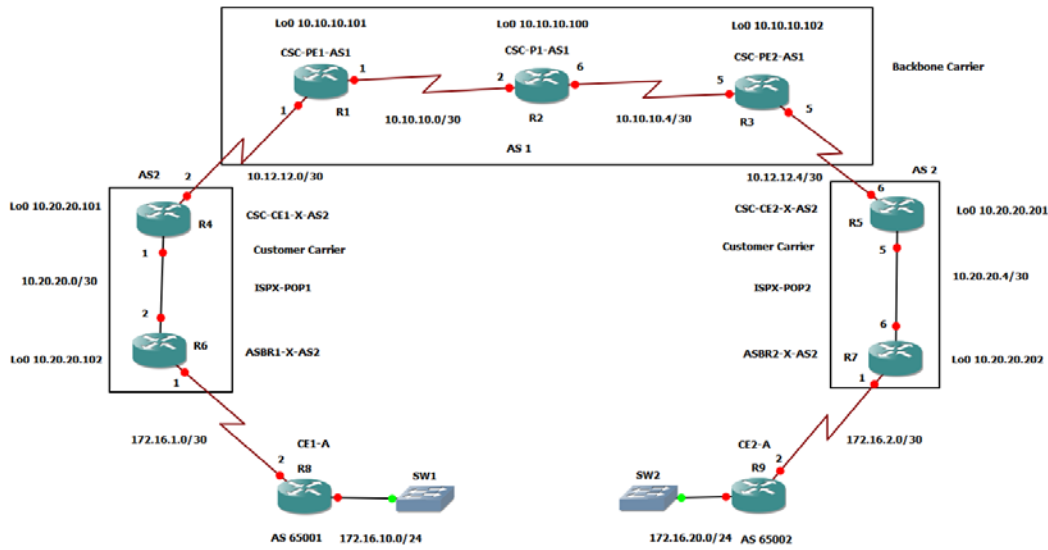 Lo0 10.10.10.101
Lo0 10.10.10.100
Lo0 10.10.10.102
CSC-PE1-AS1
CSC-P1-AS1
CSC-PE2-AS1
Backbone Carrier
1
2
6
5
1
R1
R2
R3
5
10.10.10.0/30
10.10.10.4/30
AS 1
AS2
2
10.12.12.0/30
10.12.12.4/30
AS 2
6
Lo0 10.20.20.101
R4
CSC-CE1-X-AS2
CSC-CE2-X-AS2
R5
Lo0 10.20.20.201
1
Customer Carrier
Customer Carrier
5
10.20.20.0/30
10.20.20.4/30
ISPX-POP1
ISPX-POP2
2
6
Lo0 10.20.20.102
R6
ASBR1-X-AS2
ASBR2-X-AS2
R7
Lo0 10.20.20.202
1
1
172.16.1.0/30
172.16.2.0/30
CE1-A
CE2-A
2
R8
SW1
SW2
R9
2
AS 65001
172.16.10.0/24
172.16.20.0/24
AS 65002